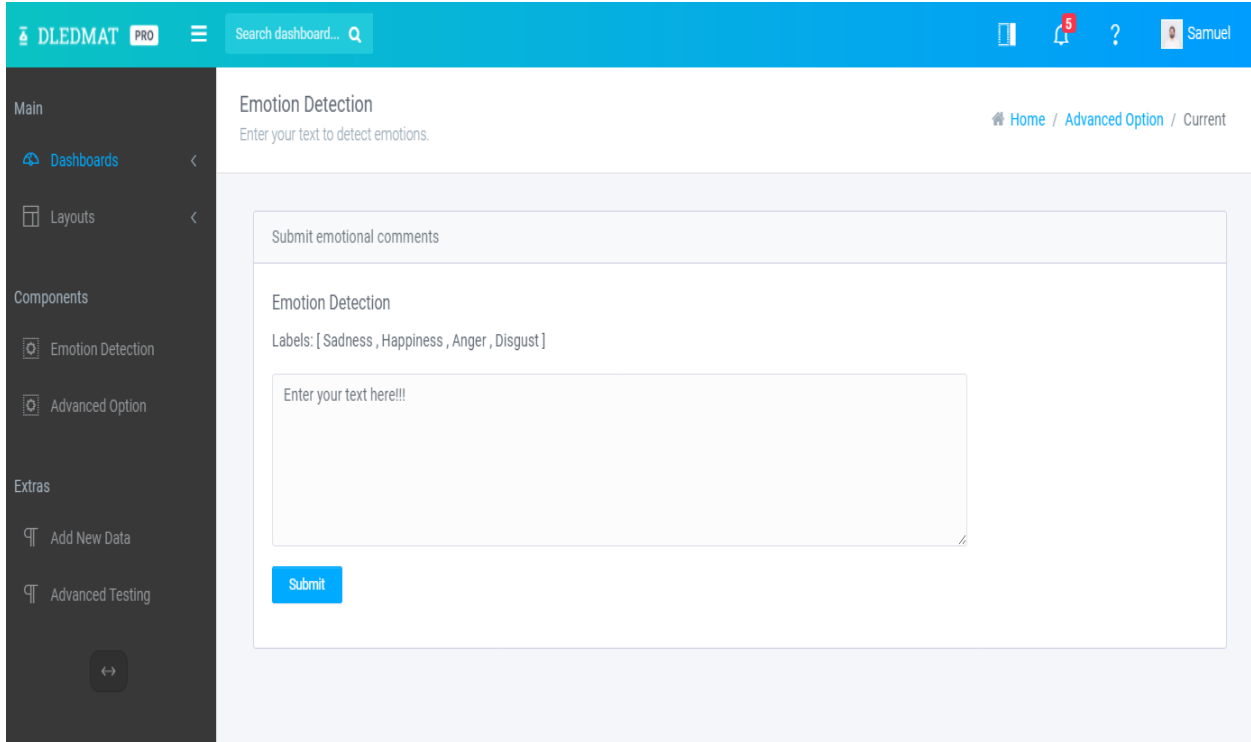 DLEDMAT PRO
Search dashboard...
5
?
Samuel
Main
Dashboards
Layouts
Components
Emotion Detection
Advanced Option
Extras
Add New Data
Advanced Testing
Emotion Detection
Enter your text to detect emotions.
Home / Advanced Option / Current
Submit emotional comments
Emotion Detection
Labels: [ Sadness , Happiness , Anger , Disgust ]
Enter your text here!!!
Submit